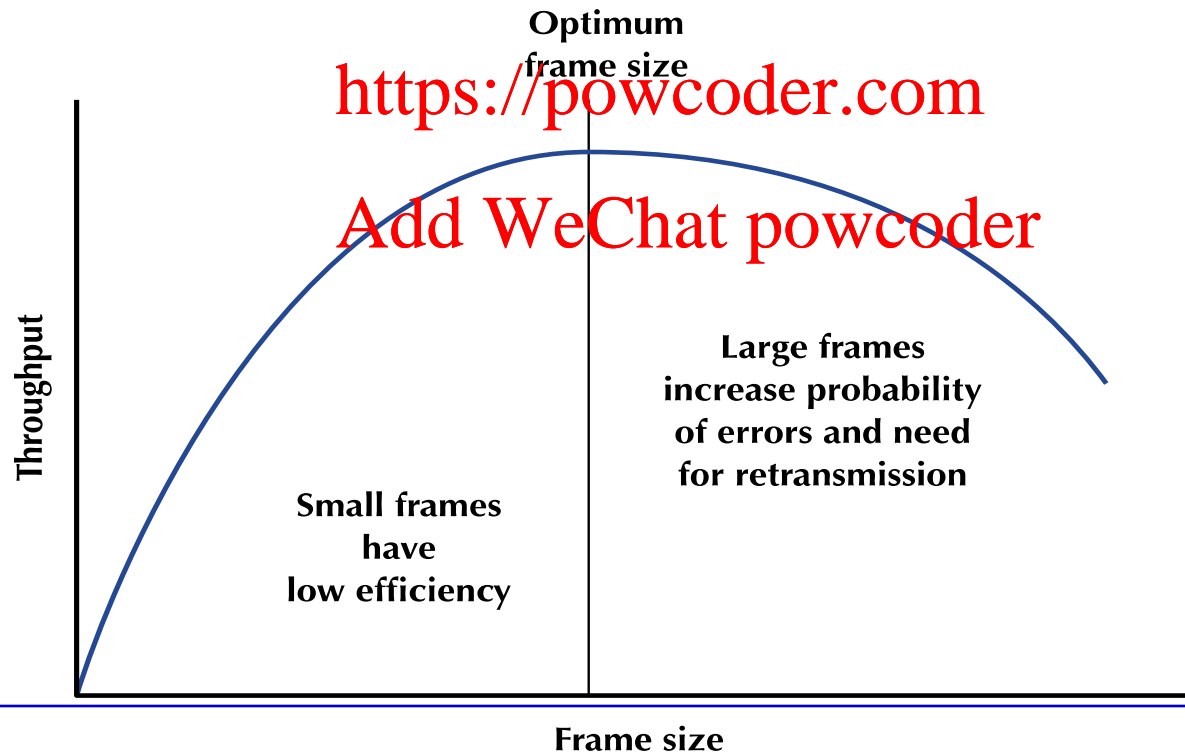 Optimum
frame size
https://powcoder.com
Add WeChat powcoder
Throughput
Large frames
increase probability
of errors and need
for retransmission
Small frames
have
low efficiency
Frame size